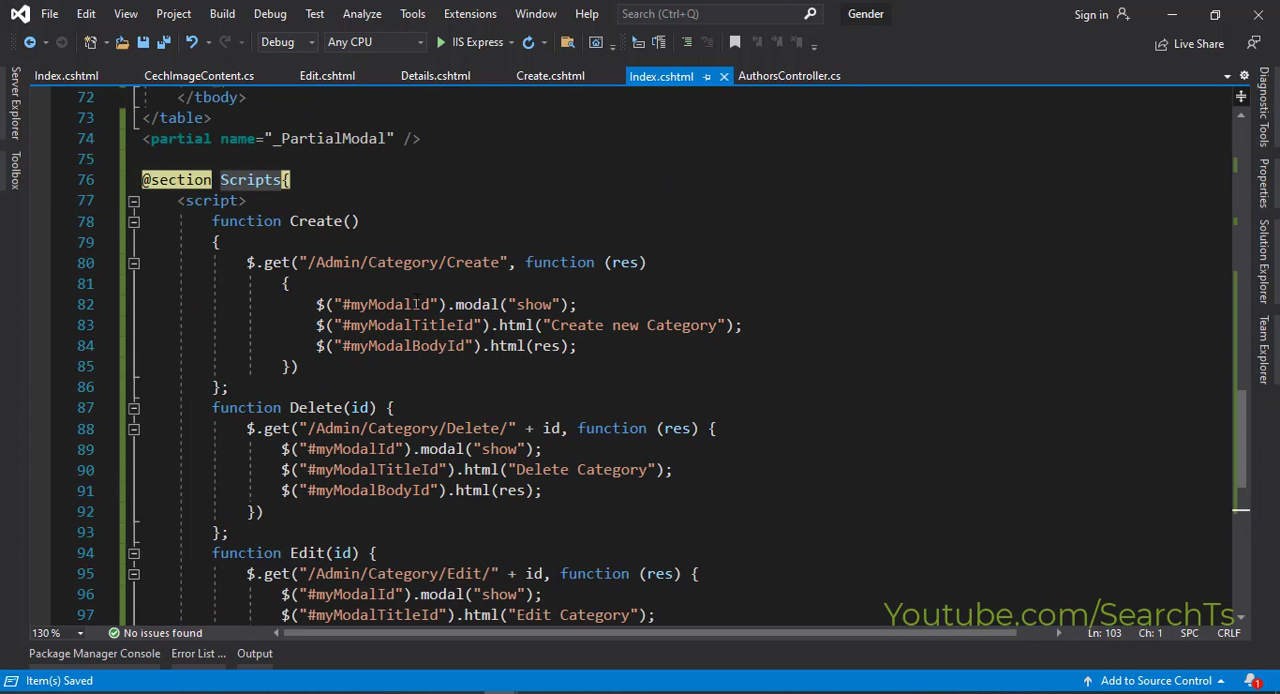 File Edit View Project Build Debug Test Analyze Tools Extensions Window Help Search (Ctrl+Q) Gender Sign in
Debug Any CPU IIS Express Live Share
Index.cshtml CechImageContent.cs Edit.cshtml Details.cshtml Create.cshtml Index.cshtml AuthorsController.cs
Server Explorer
Toolbox
Diagnostic Tools
Properties
Solution Explorer
Team Explorer
72 </tbody>
73 </table>
74 <partial name="_PartialModal" />
75
76 @section Scripts{
77 <script>
78 function Create()
79 {
80 $.get("/Admin/Category/Create", function (res)
81 {
82 $("#myModalId").modal("show");
83 $("#myModalTitleId").html("Create new Category");
84 $("#myModalBodyId").html(res);
85 })
86 };
87 function Delete(id) {
88 $.get("/Admin/Category/Delete/" + id, function (res) {
89 $("#myModalId").modal("show");
90 $("#myModalTitleId").html("Delete Category");
91 $("#myModalBodyId").html(res);
92 })
93 };
94 function Edit(id) {
95 $.get("/Admin/Category/Edit/" + id, function (res) {
96 $("#myModalId").modal("show");
97 $("#myModalTitleId").html("Edit Category");
Youtube.com/SearchTs
130 % No issues found Ln: 103 Ch: 1 SPC CRLF
Package Manager Console Error List ... Output
Item(s) Saved Add to Source Control 1